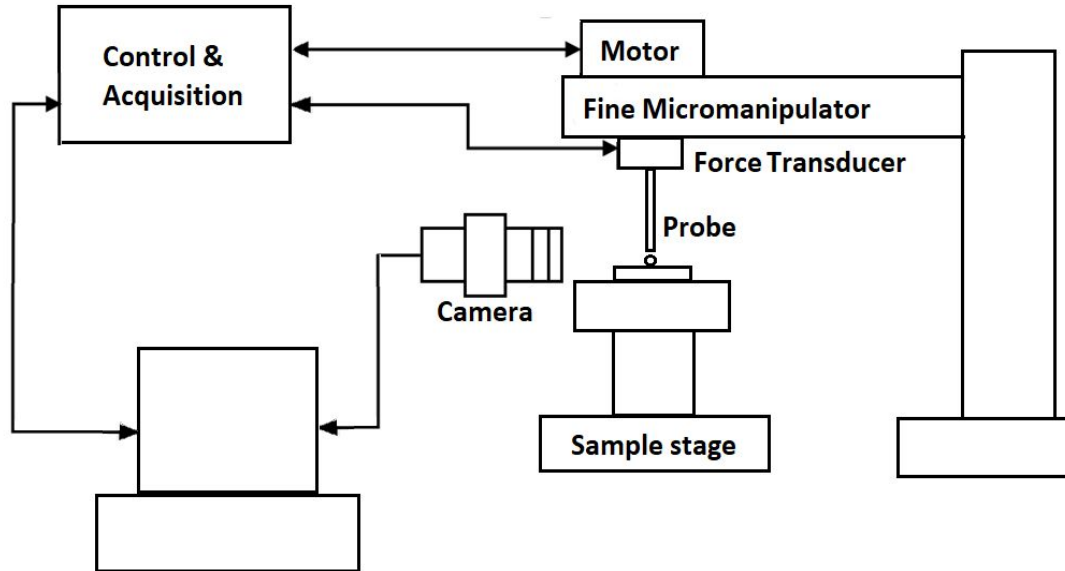 Control &
Acquisition
Motor
Fine Micromanipulator
Force Transducer
Probe
Camera
Sample stage